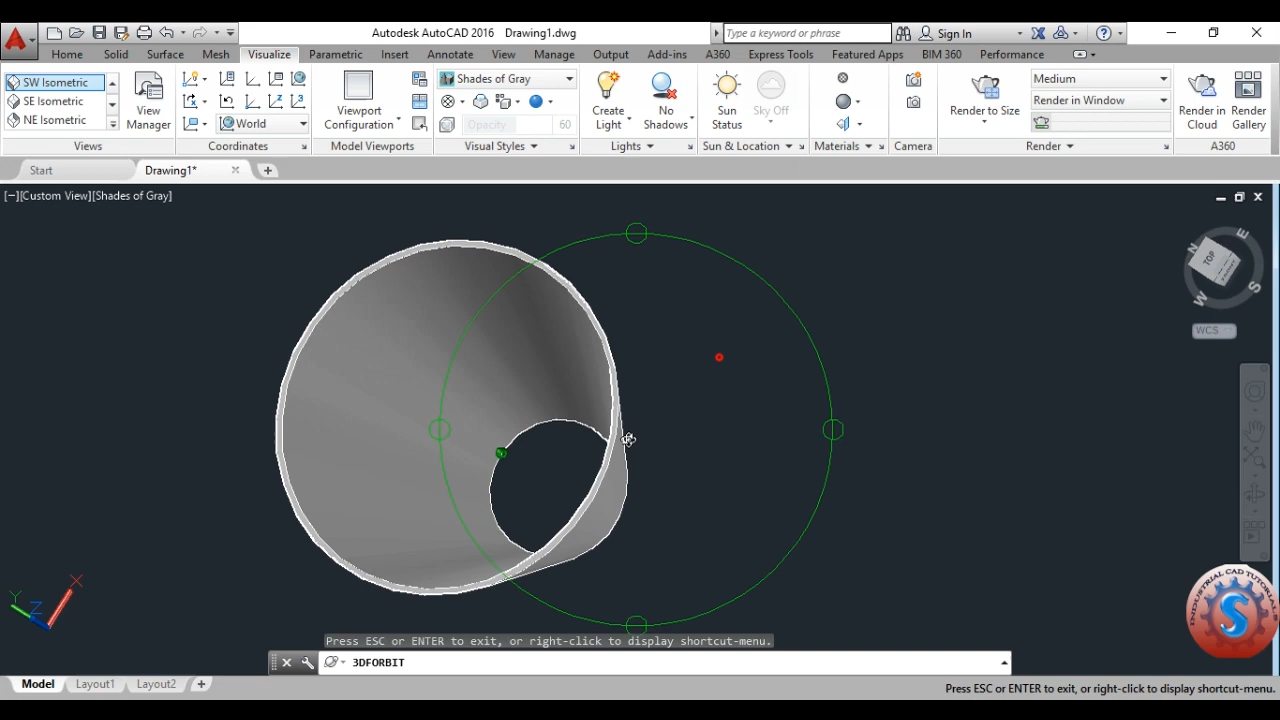 Autodesk AutoCAD 2016 Drawing1.dwg
Type a keyword or phrase
Sign In
Home Solid Surface Mesh Visualize Parametric Insert Annotate View Manage Output Add-ins A360 Express Tools Featured Apps BIM 360 Performance
SW Isometric
SE Isometric
NE Isometric
View
Manager
World
Viewport
Configuration
Shades of Gray
Opacity 60
Create
Light
No
Shadows
Sun
Status
Sky Off
Render to Size
Medium
Render in Window
Render in
Cloud
Render
Gallery
Views Coordinates Model Viewports Visual Styles Lights Sun & Location Materials Camera Render A360
Start Drawing1*
[−][Custom View][Shades of Gray]
N
E
TOP
W
S
WCS
X
Y
Z
INDUSTRIAL CAD TUTORIALS
S
Press ESC or ENTER to exit, or right-click to display shortcut-menu.
3DFORBIT
Model Layout1 Layout2
Press ESC or ENTER to exit, or right-click to display shortcut-menu.